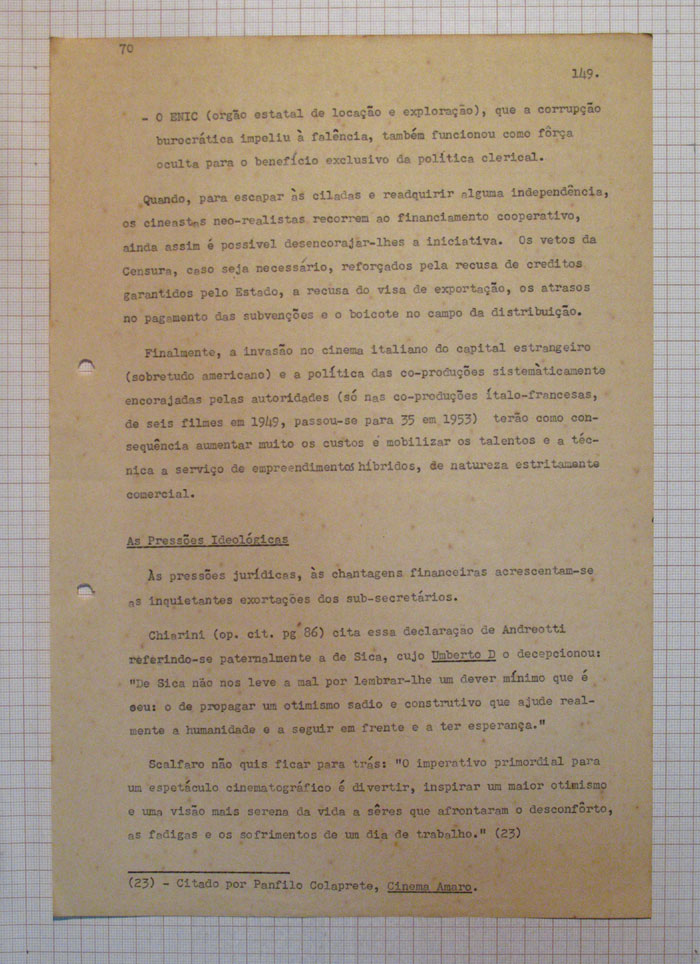 70
149.
- O ENIC (orgão estatal de locação e exploração), que a corrupção
burocrática impeliu à falência, também funcionou como fôrça
oculta para o benefício exclusivo da política clerical.
Quando, para escapar às ciladas e readquirir alguma independência,
os cineastas neo-realistas recorrem ao financiamento cooperativo,
ainda assim é possivel desencorajar-lhes a iniciativa. Os vetos da
Censura, caso seja necessário, reforçados pela recusa de creditos
garantidos pelo Estado, a recusa do visa de exportação, os atrasos
no pagamento das subvenções e o boicote no campo da distribuição.
Finalmente, a invasão no cinema italiano do capital estrangeiro
(sobretudo americano) e a política das co-produções sistemàticamente
encorajadas pelas autoridades (só nas co-produções ítalo-francesas,
de seis filmes em 1949, passou-se para 35 em 1953) terão como con-
sequência aumentar muito os custos e mobilizar os talentos e a téc-
nica a serviço de empreendimentos híbridos, de natureza estritamente
comercial.
As Pressões Ideológicas
Às pressões jurídicas, às chantagens financeiras acrescentam-se
as inquietantes exortações dos sub-secretários.
Chiarini (op. cit. pg 86) cita essa declaração de Andreotti
referindo-se paternalmente a de Sica, cujo Umberto D o decepcionou:
"De Sica não nos leve a mal por lembrar-lhe um dever mínimo que é
seu: o de propagar um otimismo sadio e construtivo que ajude real-
mente a humanidade e a seguir em frente e a ter esperança."
Scalfaro não quis ficar para trás: "O imperativo primordial para
um espetáculo cinematográfico é divertir, inspirar um maior otimismo
e uma visão mais serena da vida a sêres que afrontaram o desconfôrto,
as fadigas e os sofrimentos de um dia de trabalho." (23)
(23) - Citado por Panfilo Colaprete, Cinema Amaro.